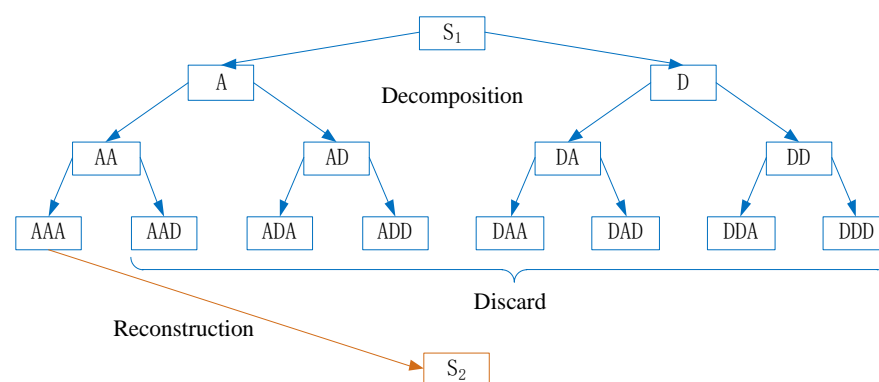 S₁
A
D
Decomposition
AA
AD
DA
DD
AAA
AAD
ADA
ADD
DAA
DAD
DDA
DDD
Discard
Reconstruction
S₂